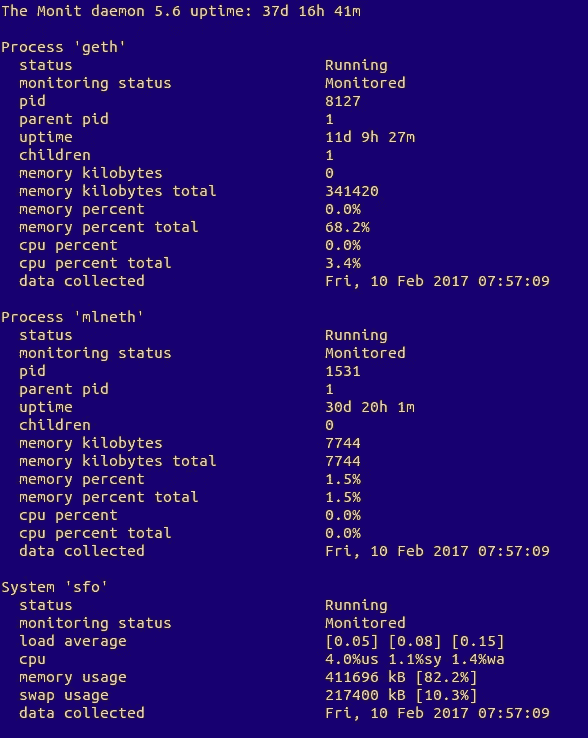 The Monit daemon 5.6 uptime: 37d 16h 41m
Process 'geth'
status Running
monitoring status Monitored
pid 8127
parent pid 1
uptime 11d 9h 27m
children 1
memory kilobytes 0
memory kilobytes total 341420
memory percent 0.0%
memory percent total 68.2%
cpu percent 0.0%
cpu percent total 3.4%
data collected Fri, 10 Feb 2017 07:57:09
Process 'mlneth'
status Running
monitoring status Monitored
pid 1531
parent pid 1
uptime 30d 20h 1m
children 0
memory kilobytes 7744
memory kilobytes total 7744
memory percent 1.5%
memory percent total 1.5%
cpu percent 0.0%
cpu percent total 0.0%
data collected Fri, 10 Feb 2017 07:57:09
System 'sfo'
status Running
monitoring status Monitored
load average [0.05] [0.08] [0.15]
cpu 4.0%us 1.1%sy 1.4%wa
memory usage 411696 kB [82.2%]
swap usage 217400 kB [10.3%]
data collected Fri, 10 Feb 2017 07:57:09